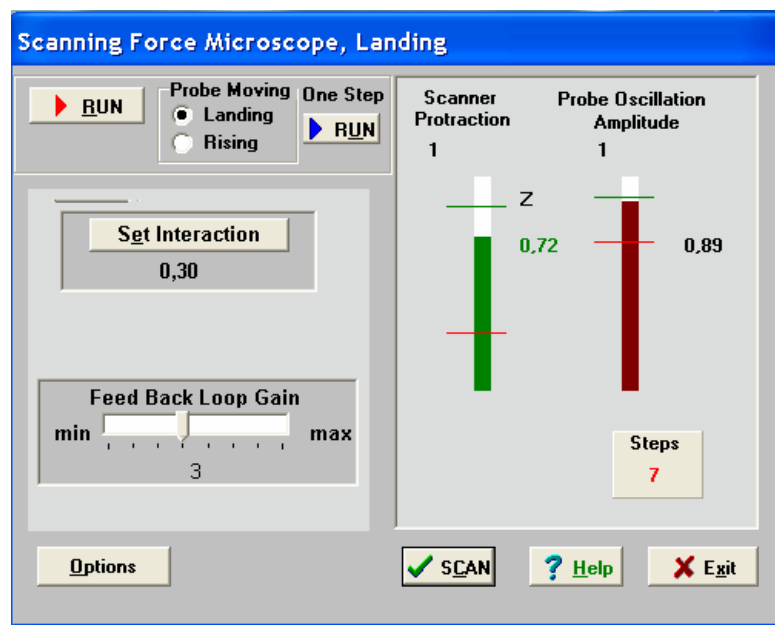 Scanning Force Microscope, Landing
RUN
Probe Moving
Landing
Rising
One Step
RUN
Set Interaction
0,30
Feed Back Loop Gain
min
max
3
Scanner
Protraction
1
Probe Oscillation
Amplitude
1
Z
0,72
0,89
Steps
7
Options
SCAN
Help
Exit